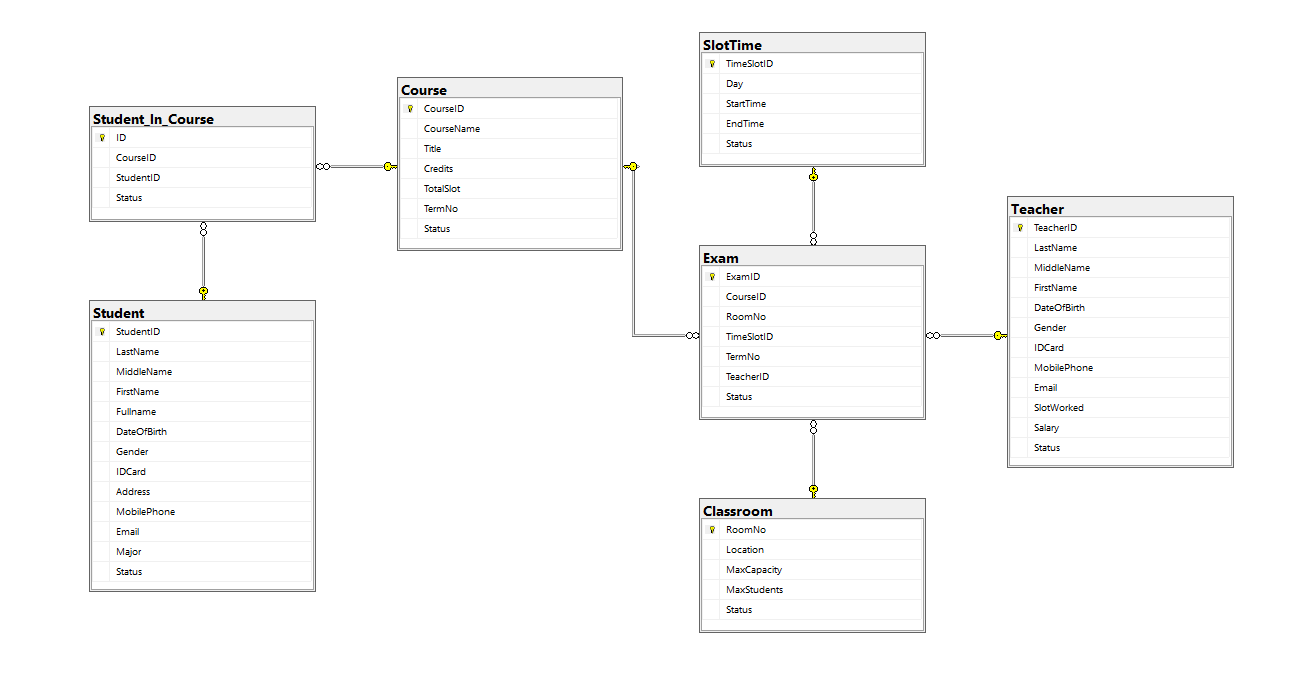 Student_In_Course
ID
CourseID
StudentID
Status
Student
StudentID
LastName
MiddleName
FirstName
Fullname
DateOfBirth
Gender
IDCard
Address
MobilePhone
Email
Major
Status
Course
CourseID
CourseName
Title
Credits
TotalSlot
TermNo
Status
SlotTime
TimeSlotID
Day
StartTime
EndTime
Status
Exam
ExamID
CourseID
RoomNo
TimeSlotID
TermNo
TeacherID
Status
Classroom
RoomNo
Location
MaxCapacity
MaxStudents
Status
Teacher
TeacherID
LastName
MiddleName
FirstName
DateOfBirth
Gender
IDCard
MobilePhone
Email
SlotWorked
Salary
Status